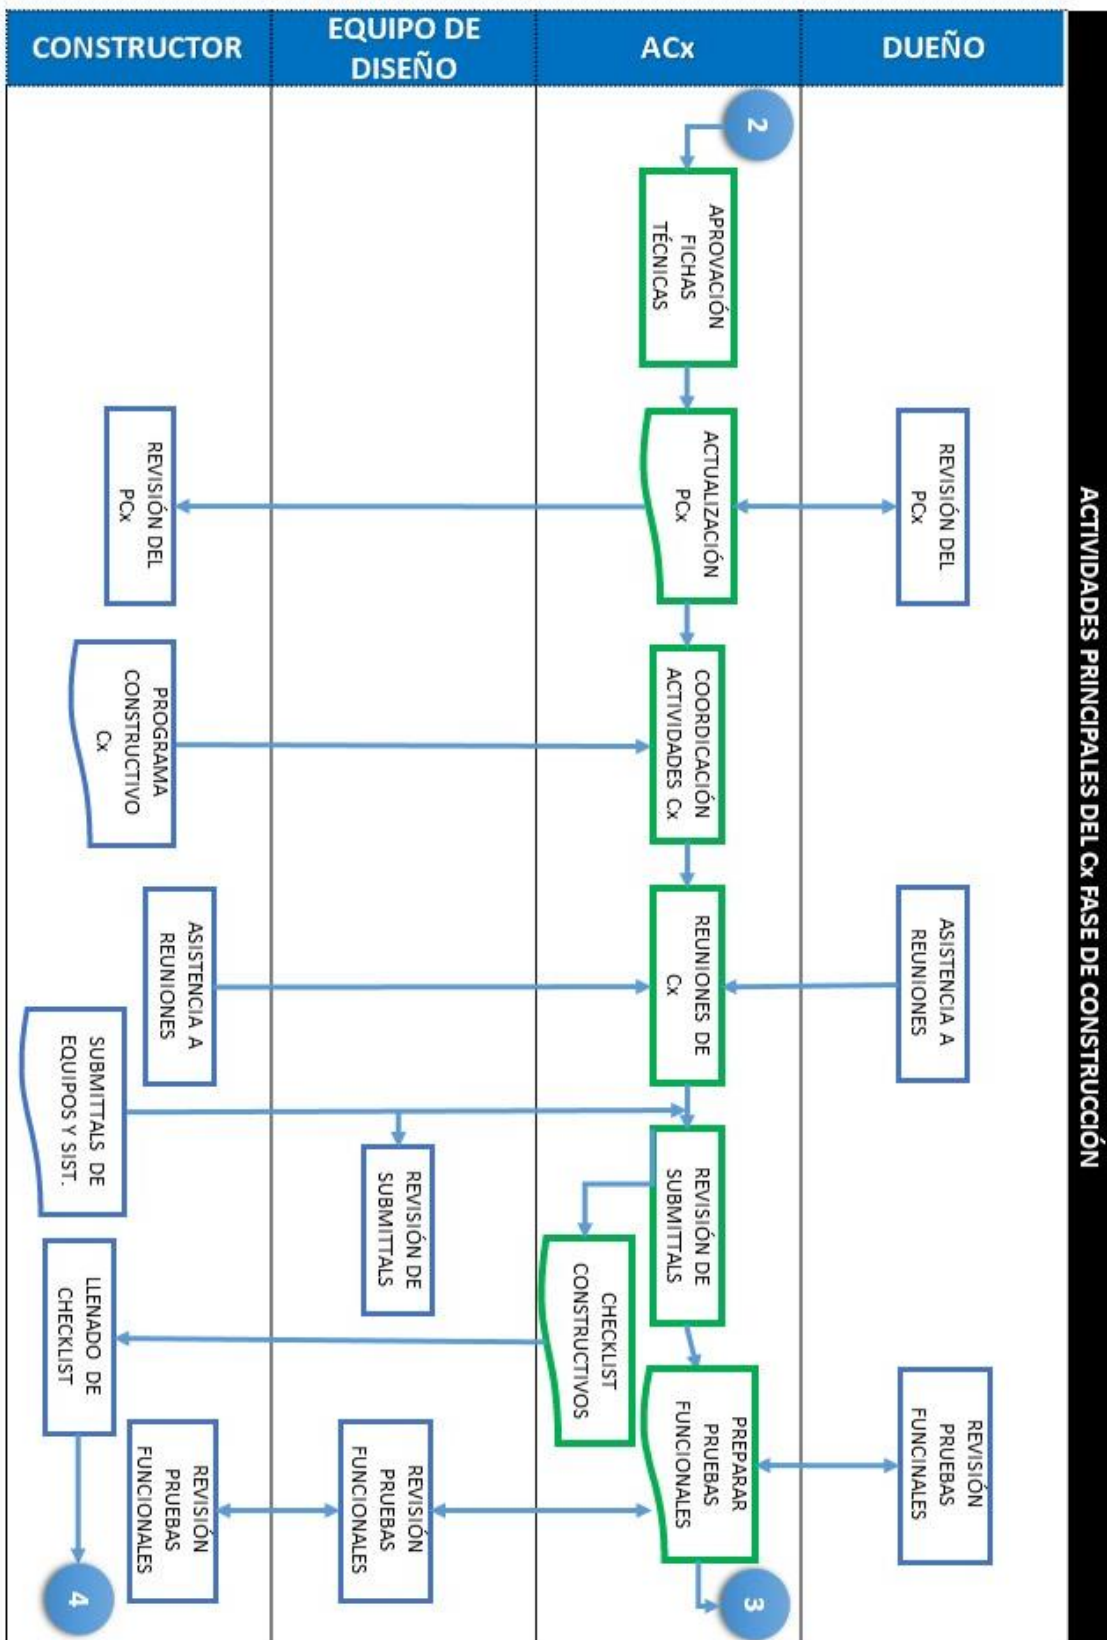 ACTIVIDADES PRINCIPALES DEL Cx FASE DE CONSTRUCCIÓN
CONSTRUCTOR
EQUIPO DE
DISEÑO
ACx
DUEÑO
2
APROVACIÓN
FICHAS
TÉCNICAS
REVISIÓN DEL
PCx
ACTUALIZACIÓN
PCx
REVISIÓN DEL
PCx
PROGRAMA
CONSTRUCTIVO
Cx
COORDICACIÓN
ACTIVIDADES Cx
ASISTENCIA A
REUNIONES
REUNIONES DE
Cx
ASISTENCIA A
REUNIONES
SUBMITTALS DE
EQUIPOS Y SIST.
REVISIÓN DE
SUBMITTALS
REVISIÓN DE
SUBMITTALS
LLENADO DE
CHECKLIST
CHECKLIST
CONSTRUCTIVOS
REVISIÓN
PRUEBAS
FUNCIONALES
REVISIÓN
PRUEBAS
FUNCIONALES
PREPARAR
PRUEBAS
FUNCIONALES
REVISIÓN
PRUEBAS
FUNCINALES
4
3